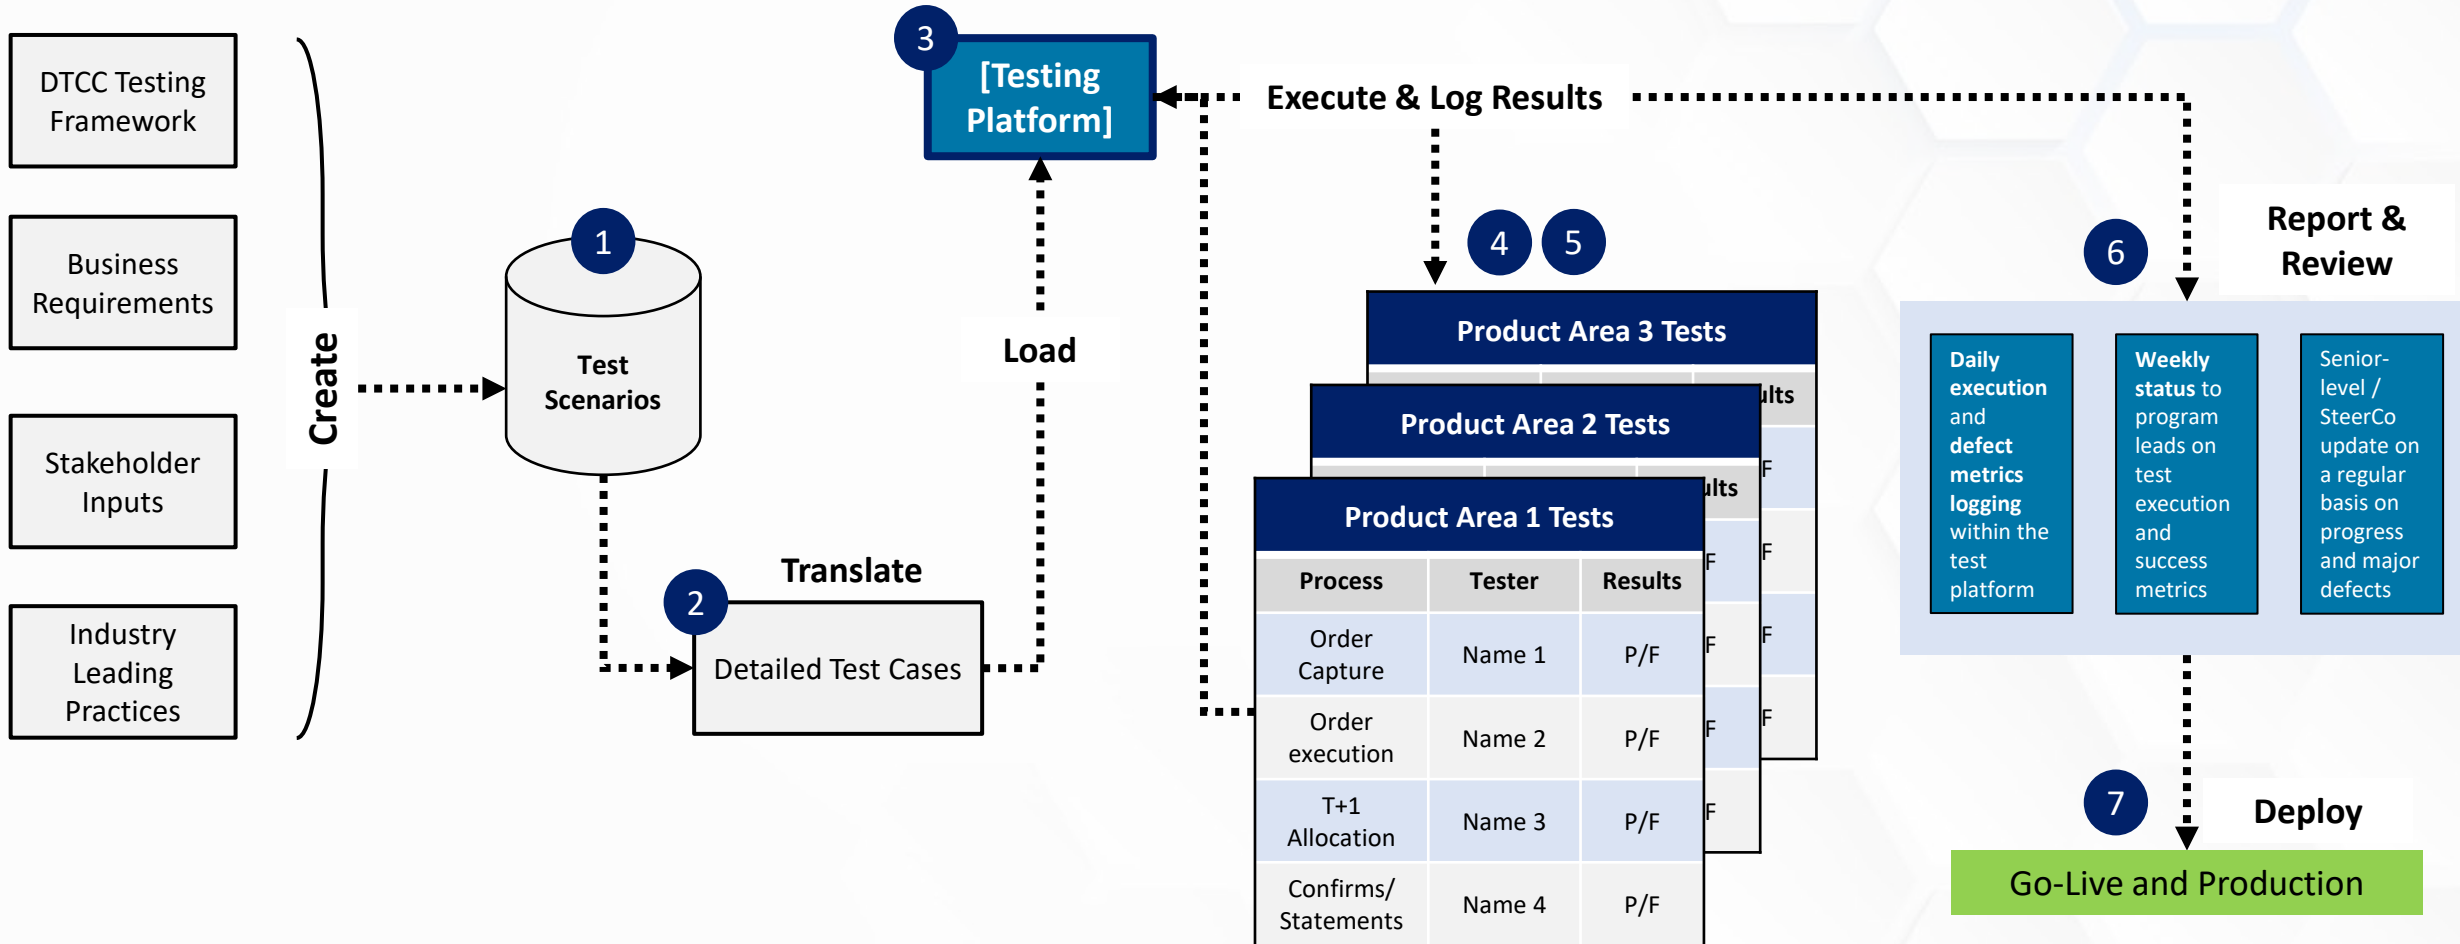 DTCC Testing
Framework
Business
Requirements
Stakeholder
Inputs
Industry
Leading
Practices
Create
1
Test
Scenarios
Translate
2
Detailed Test Cases
Load
3
[Testing
Platform]
Execute & Log Results
4
5
Product Area 3 Tests
ults
F
F
F
F
Product Area 2 Tests
ults
F
F
F
F
Product Area 1 Tests
Process
Tester
Results
Order
Capture
Name 1
P/F
Order
execution
Name 2
P/F
T+1
Allocation
Name 3
P/F
Confirms/
Statements
Name 4
P/F
6
Report &
Review
Daily
execution
and
defect
metrics
logging
within the
test
platform
Weekly
status to
program
leads on
test
execution
and
success
metrics
Senior-
level /
SteerCo
update on
a regular
basis on
progress
and major
defects
7
Deploy
Go-Live and Production